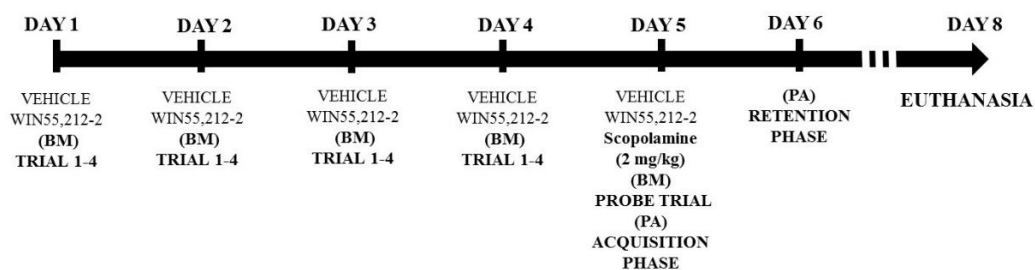 DAY 1
DAY 2
DAY 3
DAY 4
DAY 5
DAY 6
DAY 8
VEHICLE
WIN55,212-2
(BM)
TRIAL 1-4
VEHICLE
WIN55,212-2
(BM)
TRIAL 1-4
VEHICLE
WIN55,212-2
(BM)
TRIAL 1-4
VEHICLE
WIN55,212-2
(BM)
TRIAL 1-4
VEHICLE
WIN55,212-2
Scopolamine
(2 mg/kg)
(BM)
PROBE TRIAL
(PA)
ACQUISITION
PHASE
(PA)
RETENTION
PHASE
EUTHANASIA